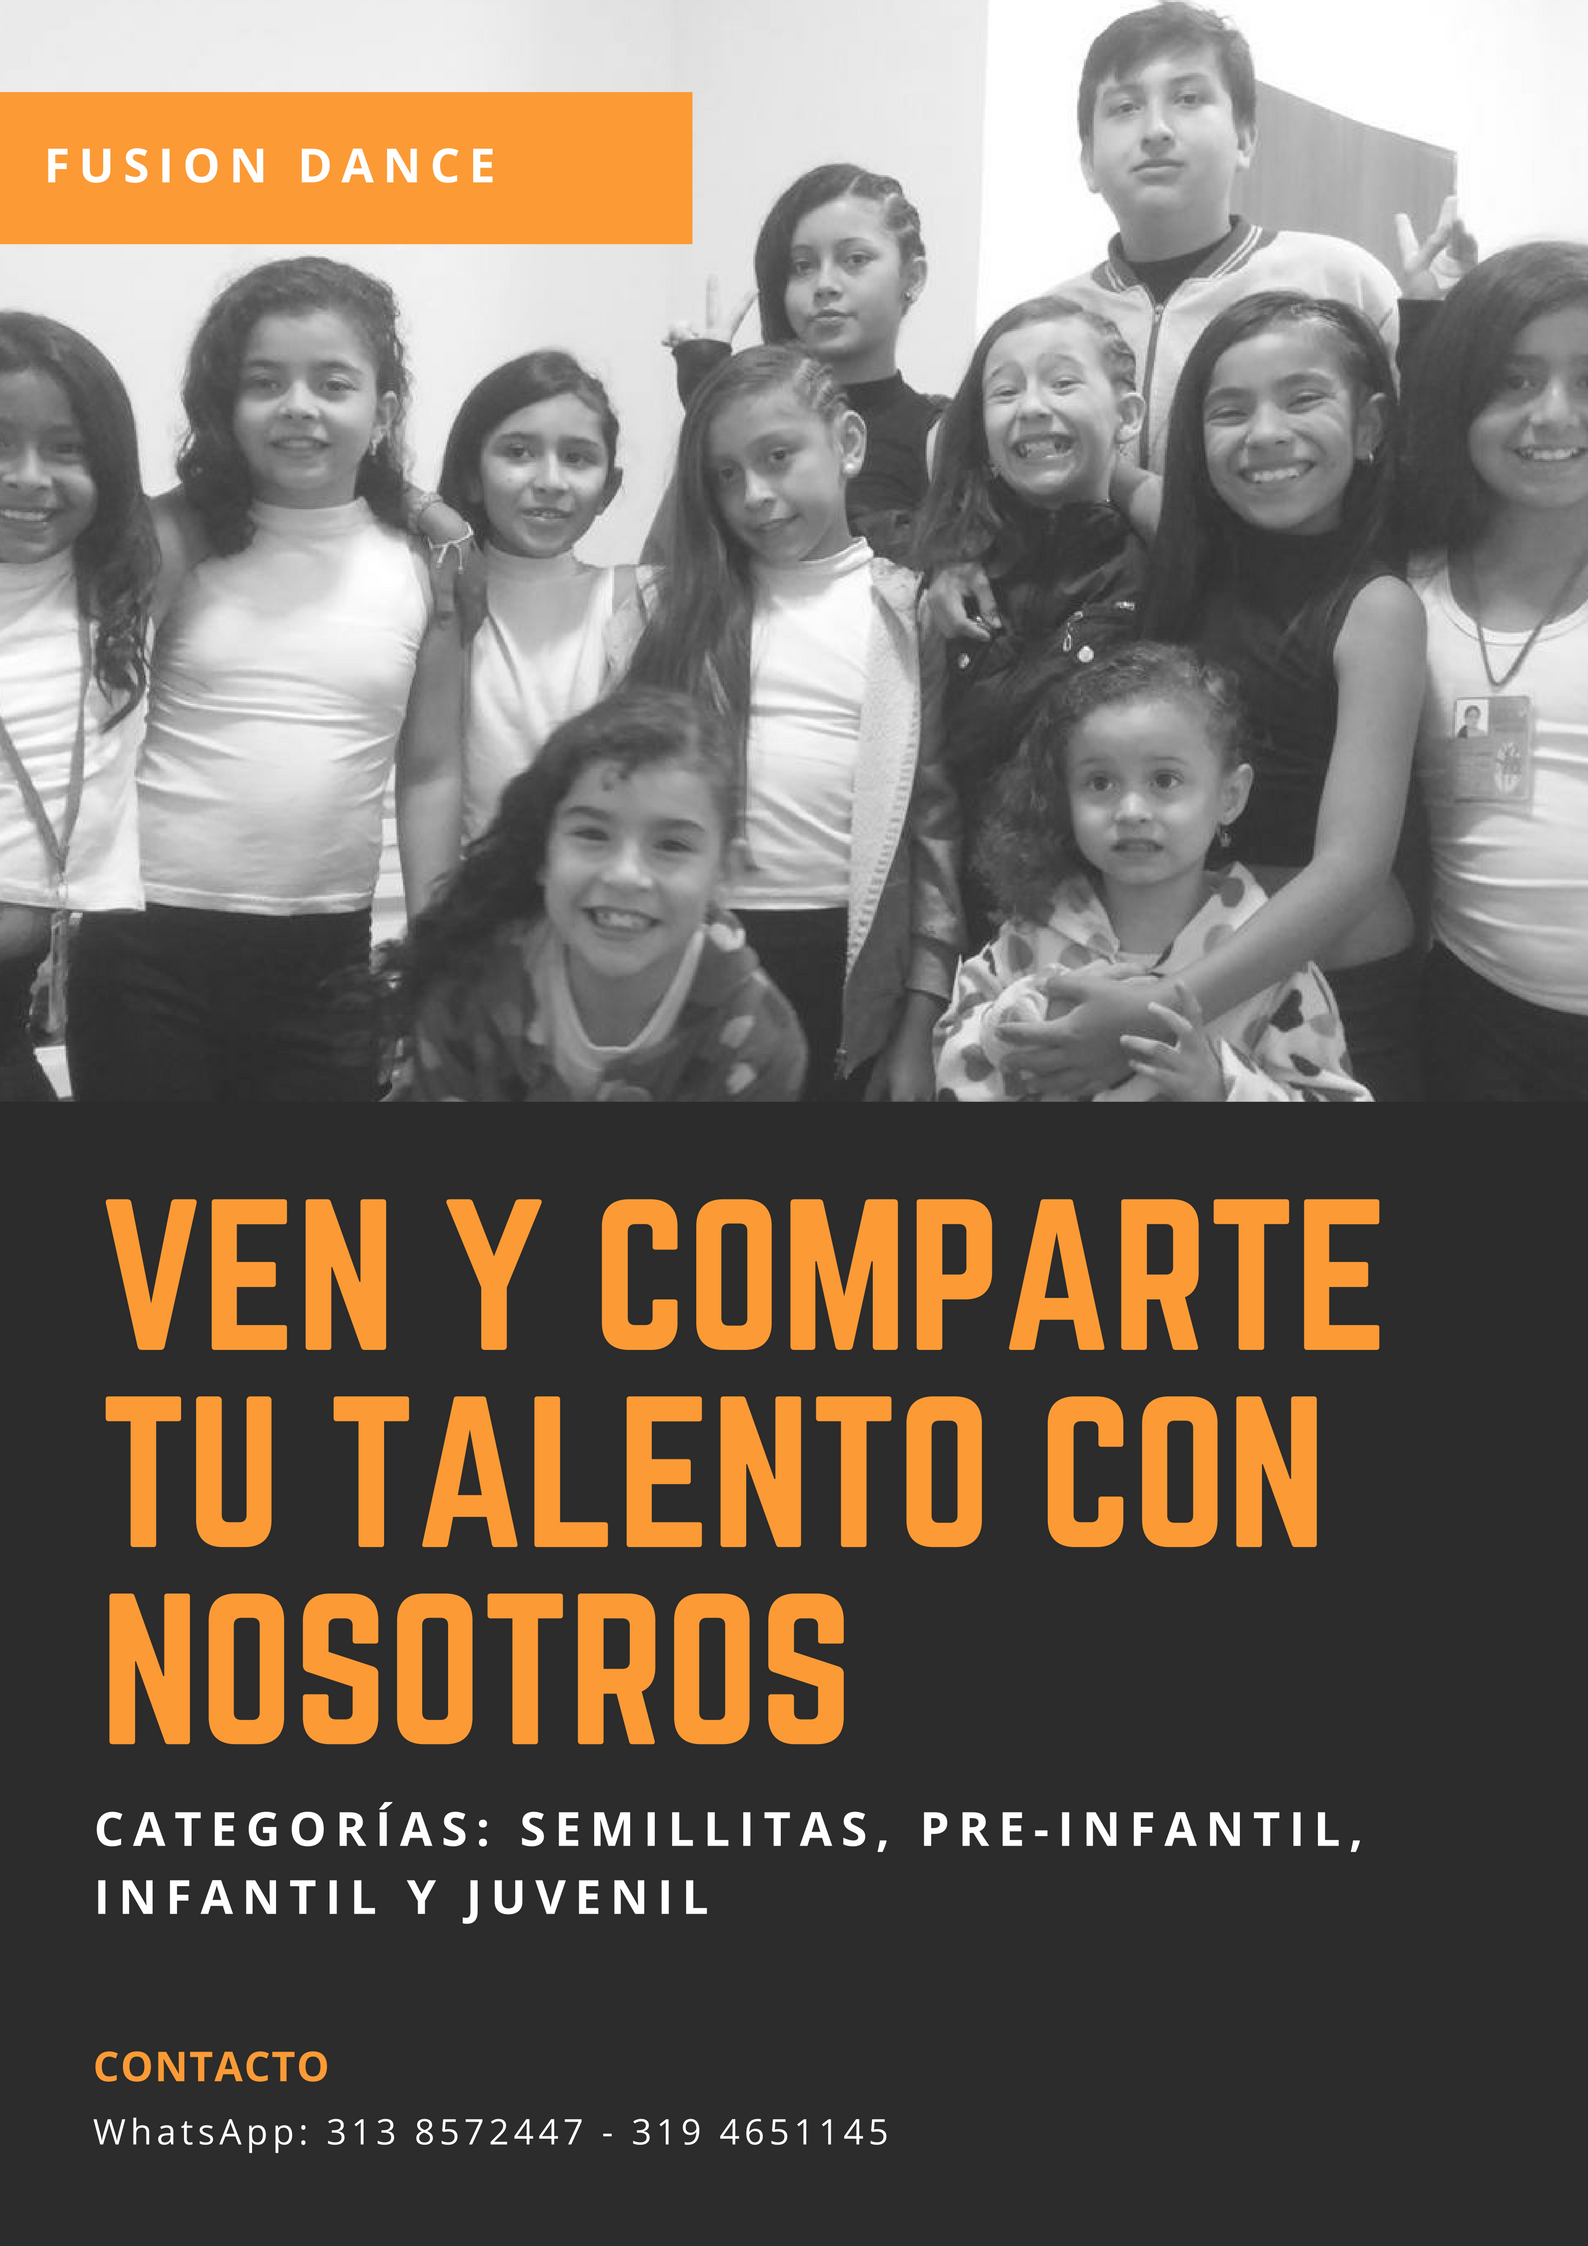 FUSION DANCE
VEN Y COMPARTE
TU TALENTO CON
NOSOTROS
CATEGORÍAS: SEMILLITAS, PRE-INFANTIL,
INFANTIL Y JUVENIL
CONTACTO
WhatsApp: 313 8572447 - 319 4651145